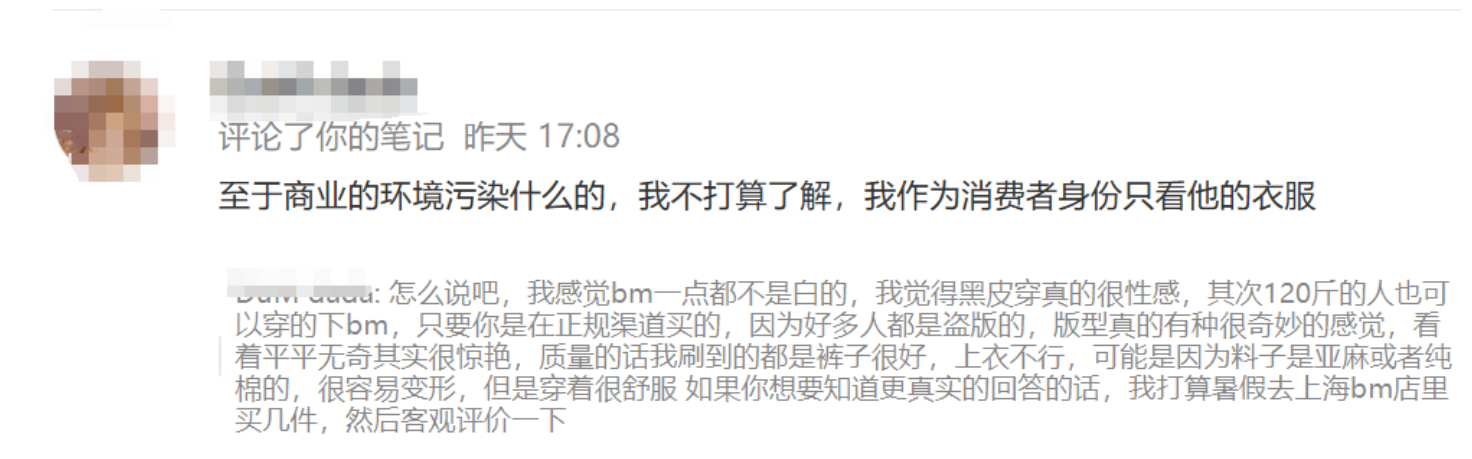 评论了你的笔记 昨天 17:08
至于商业的环境污染什么的，我不打算了解，我作为消费者身份只看他的衣服
怎么说吧，我感觉bm一点都不是白的，我觉得黑皮穿真的很性感，其次120斤的人也可
以穿的下bm，只要你是在正规渠道买的，因为好多人都是盗版的，版型真的有种很奇妙的感觉，看
着平平无奇其实很惊艳，质量的话我刷到的都是裤子很好，上衣不行，可能是因为料子是亚麻或者纯
棉的，很容易变形，但是穿着很舒服 如果你想要知道更真实的回答的话，我打算暑假去上海bm店里
买几件，然后客观评价一下